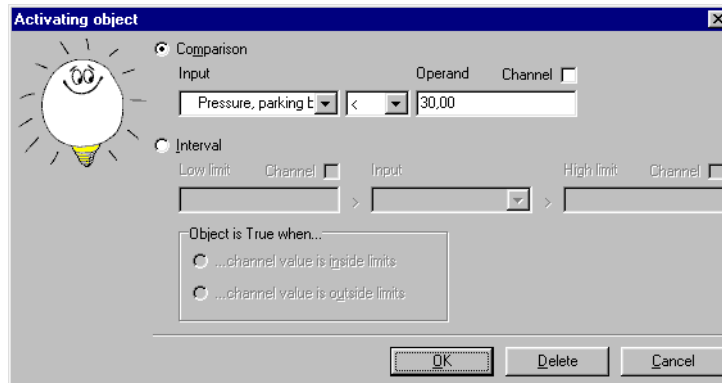 Activating object
Comparison
Input Operand Channel
Pressure, parking b < 30,00
Interval
Low limit Channel Input High limit Channel
> >
Object is True when...
...channel value is inside limits
...channel value is outside limits
OK Delete Cancel